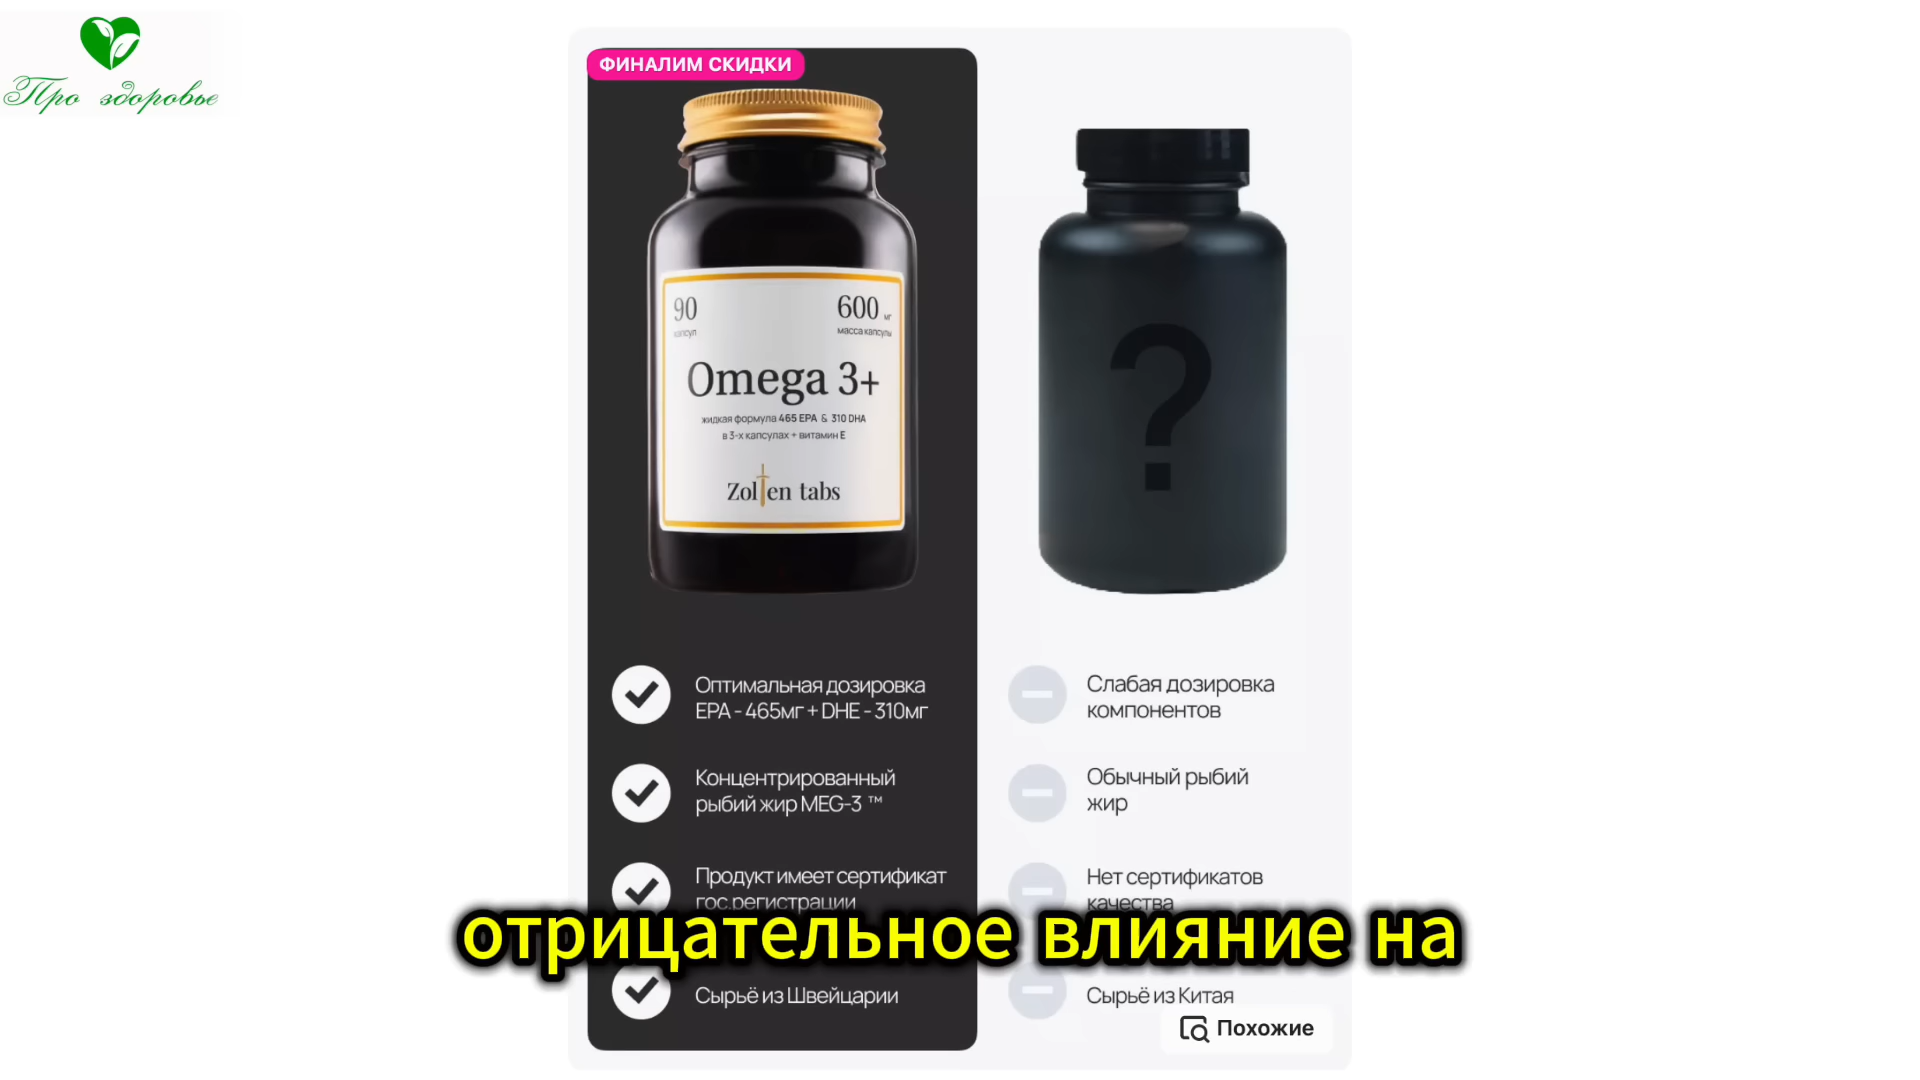 Про здоровье
ФИНАЛИМ СКИДКИ
90
капсул
600 мг
масса капсулы
Omega 3+
жидкая формула 465 EPA & 310 DHA
в 3-х капсулах + витамин E
Zolten tabs
?
Оптимальная дозировка
EPA - 465мг + DHE - 310мг
Концентрированный
рыбий жир MEG-3 ™
Продукт имеет сертификат
гос.регистрации
Сырьё из Швейцарии
Слабая дозировка
компонентов
Обычный рыбий
жир
Нет сертификатов
качества
Сырьё из Китая
отрицательное влияние на
Похожие